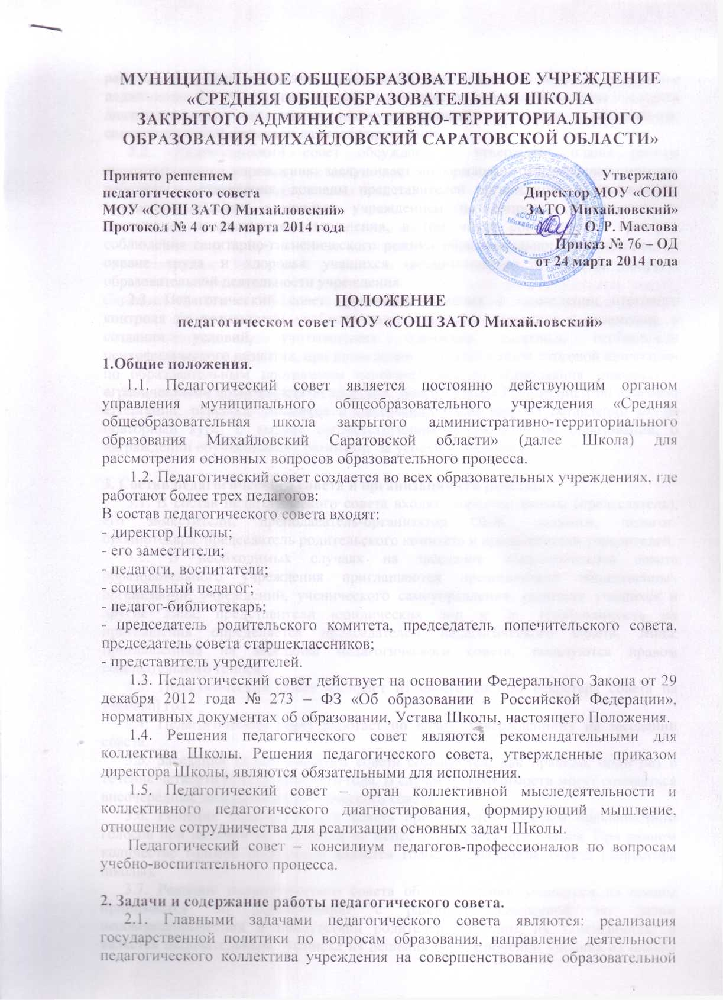 МУНИЦИПАЛЬНОЕ ОБЩЕОБРАЗОВАТЕЛЬНОЕ УЧРЕЖДЕНИЕ
«СРЕДНЯЯ ОБЩЕОБРАЗОВАТЕЛЬНАЯ ШКОЛА
ЗАКРЫТОГО АДМИНИСТРАТИВНО-ТЕРРИТОРИАЛЬНОГО
ОБРАЗОВАНИЯ МИХАЙЛОВСКИЙ САРАТОВСКОЙ ОБЛАСТИ»
Принято решением
педагогического совета
МОУ «СОШ ЗАТО Михайловский»
Протокол № 4 от 24 марта 2014 года
Утверждаю
Директор МОУ «СОШ
ЗАТО Михайловский»
О. Р. Маслова
Приказ № 76 – ОД
от 24 марта 2014 года
ПОЛОЖЕНИЕ
педагогическом совет МОУ «СОШ ЗАТО Михайловский»
1.Общие положения.
1.1. Педагогический совет является постоянно действующим органом
управления муниципального общеобразовательного учреждения «Средняя
общеобразовательная школа закрытого административно-территориального
образования Михайловский Саратовской области» (далее Школа) для
рассмотрения основных вопросов образовательного процесса.
1.2. Педагогический совет создается во всех образовательных учреждениях, где
работают более трех педагогов:
В состав педагогического совета входят:
- директор Школы;
- его заместители;
- педагоги, воспитатели;
- социальный педагог;
- педагог-библиотекарь;
- председатель родительского комитета, председатель попечительского совета,
председатель совета старшеклассников;
- представитель учредителей.
1.3. Педагогический совет действует на основании Федерального Закона от 29
декабря 2012 года № 273 – ФЗ «Об образовании в Российской Федерации»,
нормативных документах об образовании, Устава Школы, настоящего Положения.
1.4. Решения педагогического совет являются рекомендательными для
коллектива Школы. Решения педагогического совета, утвержденные приказом
директора Школы, являются обязательными для исполнения.
1.5. Педагогический совет – орган коллективной мыследеятельности и
коллективного педагогического диагностирования, формирующий мышление,
отношение сотрудничества для реализации основных задач Школы.
Педагогический совет – консилиум педагогов-профессионалов по вопросам
учебно-воспитательного процесса.
2. Задачи и содержание работы педагогического совета.
2.1. Главными задачами педагогического совета являются: реализация
государственной политики по вопросам образования, направление деятельности
педагогического коллектива учреждения на совершенствование образовательной